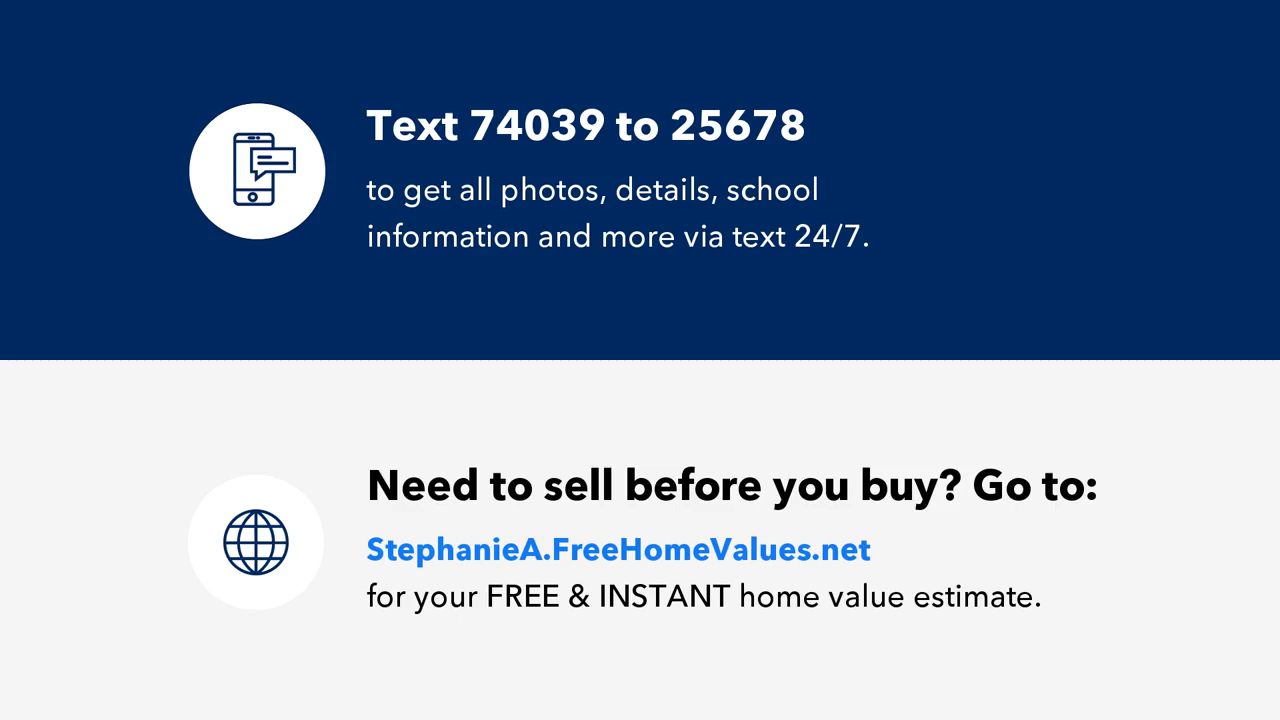 Text 74039 to 25678
to get all photos, details, school
information and more via text 24/7.
Need to sell before you buy? Go to:
StephanieA.FreeHomeValues.net
for your FREE & INSTANT home value estimate.